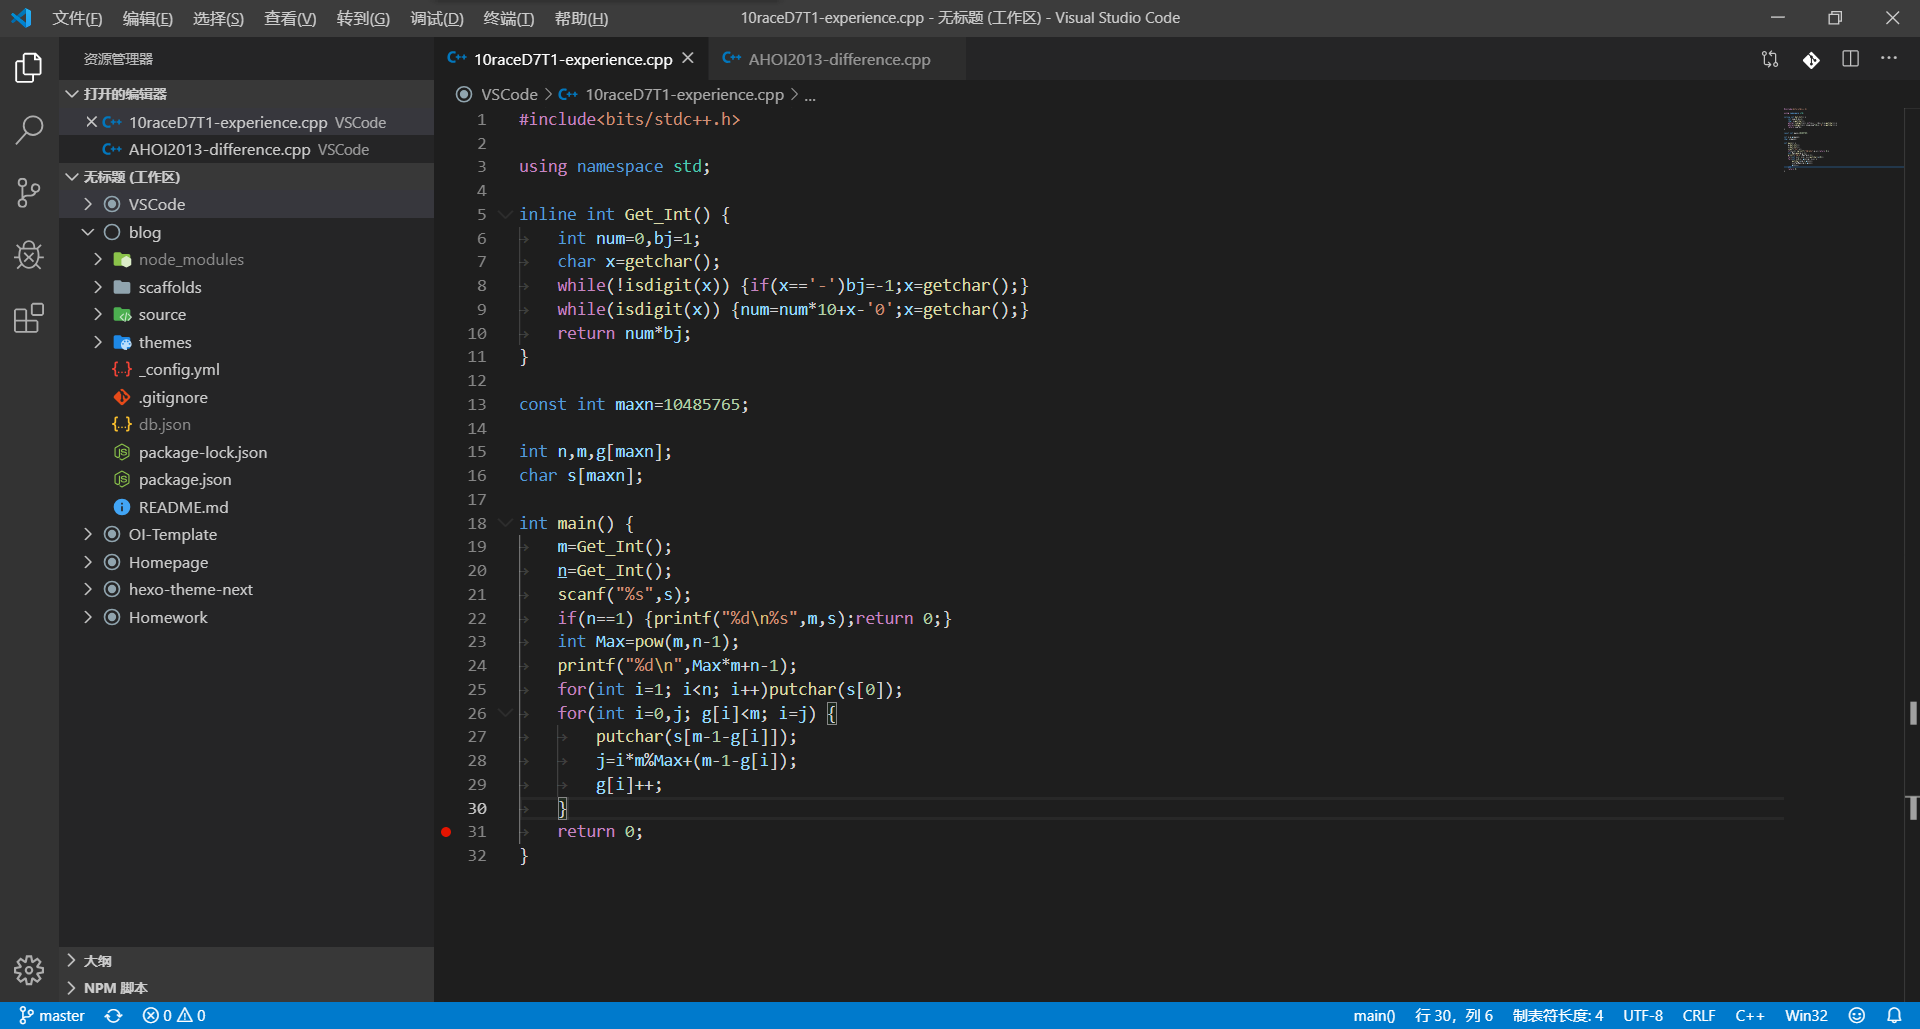 文件(F) 编辑(E) 选择(S) 查看(V) 转到(G) 调试(D) 终端(T) 帮助(H) 10raceD7T1-experience.cpp - 无标题 (工作区) - Visual Studio Code
资源管理器
打开的编辑器
10raceD7T1-experience.cpp VSCode
AHOI2013-difference.cpp VSCode
无标题 (工作区)
VSCode
blog
node_modules
scaffolds
source
themes
_config.yml
.gitignore
db.json
package-lock.json
package.json
README.md
OI-Template
Homepage
hexo-theme-next
Homework
大纲
NPM 脚本
10raceD7T1-experience.cpp AHOI2013-difference.cpp
VSCode > 10raceD7T1-experience.cpp > ...
1 #include<bits/stdc++.h>
2
3 using namespace std;
4
5 inline int Get_Int() {
6 int num=0,bj=1;
7 char x=getchar();
8 while(!isdigit(x)) {if(x=='-')bj=-1;x=getchar();}
9 while(isdigit(x)) {num=num*10+x-'0';x=getchar();}
10 return num*bj;
11 }
12
13 const int maxn=10485765;
14
15 int n,m,g[maxn];
16 char s[maxn];
17
18 int main() {
19 m=Get_Int();
20 n=Get_Int();
21 scanf("%s",s);
22 if(n==1) {printf("%d\n%s",m,s);return 0;}
23 int Max=pow(m,n-1);
24 printf("%d\n",Max*m+n-1);
25 for(int i=1; i<n; i++)putchar(s[0]);
26 for(int i=0,j; g[i]<m; i=j) {
27 putchar(s[m-1-g[i]]);
28 j=i*m%Max+(m-1-g[i]);
29 g[i]++;
30 }
31 return 0;
32 }
master 0 0 main() 行 30，列 6 制表符长度: 4 UTF-8 CRLF C++ Win32